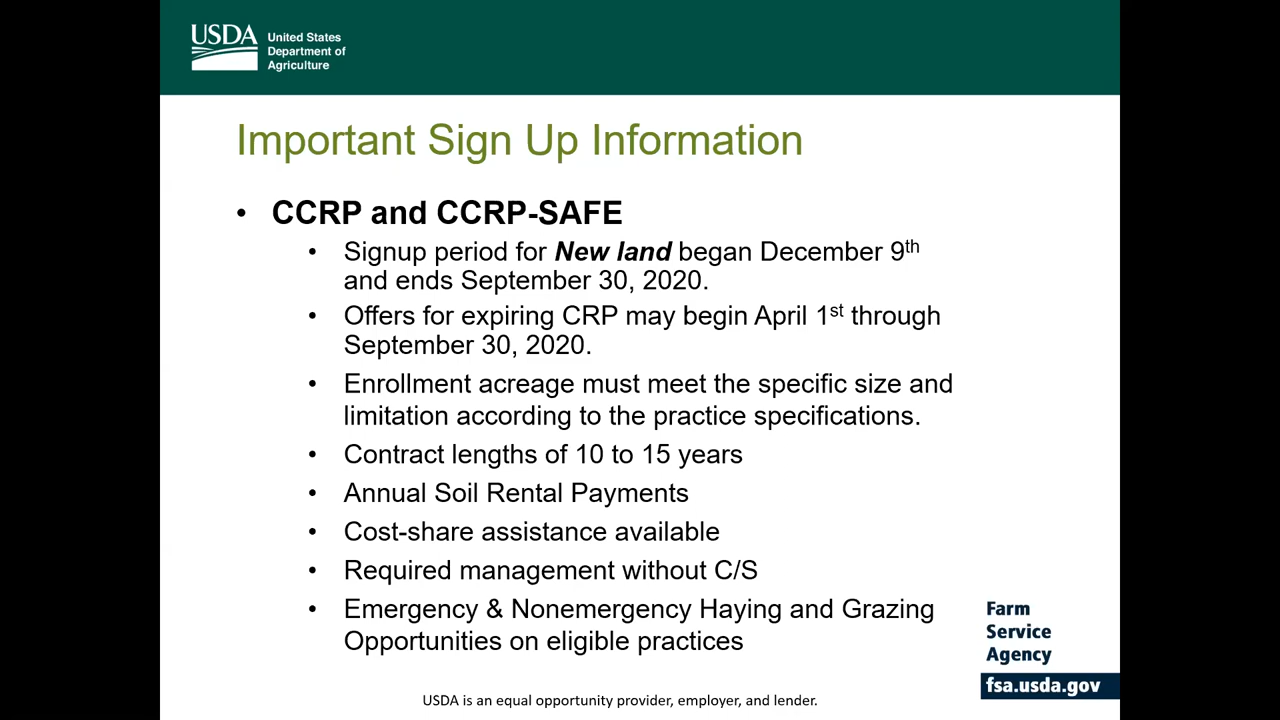 USDA
United States
Department of
Agriculture
Important Sign Up Information
• CCRP and CCRP-SAFE
• Signup period for New land began December 9th
and ends September 30, 2020.
• Offers for expiring CRP may begin April 1st through
September 30, 2020.
• Enrollment acreage must meet the specific size and
limitation according to the practice specifications.
• Contract lengths of 10 to 15 years
• Annual Soil Rental Payments
• Cost-share assistance available
• Required management without C/S
• Emergency & Nonemergency Haying and Grazing
Opportunities on eligible practices
Farm
Service
Agency
fsa.usda.gov
USDA is an equal opportunity provider, employer, and lender.